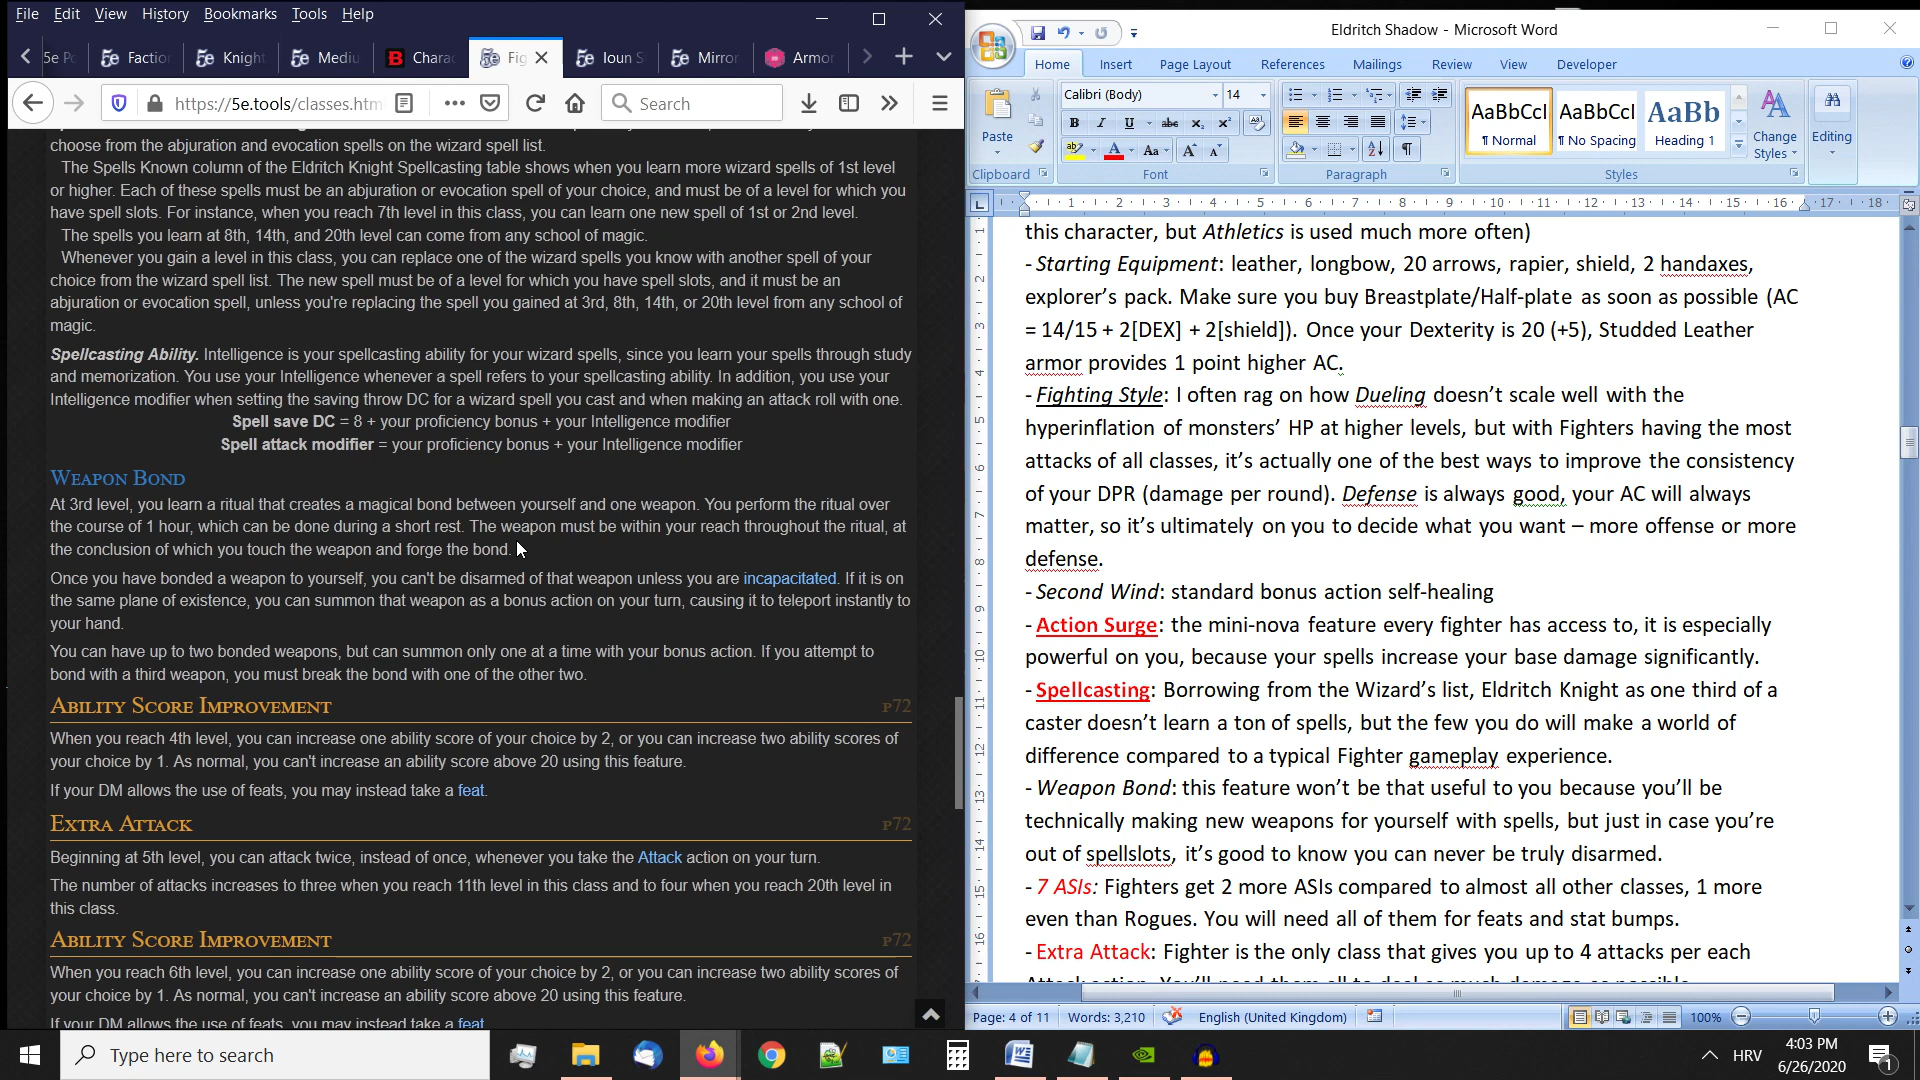 File Edit View History Bookmarks Tools Help
Factio Knight Mediu Chara Fig Ioun S Mirror Armor
https://5e.tools/classes.htm
Search
choose from the abjuration and evocation spells on the wizard spell list.
The Spells Known column of the Eldritch Knight Spellcasting table shows when you learn more wizard spells of 1st level
or higher. Each of these spells must be an abjuration or evocation spell of your choice, and must be of a level for which you
have spell slots. For instance, when you reach 7th level in this class, you can learn one new spell of 1st or 2nd level.
The spells you learn at 8th, 14th, and 20th level can come from any school of magic.
Whenever you gain a level in this class, you can replace one of the wizard spells you know with another spell of your
choice from the wizard spell list. The new spell must be of a level for which you have spell slots, and it must be an
abjuration or evocation spell, unless you're replacing the spell you gained at 3rd, 8th, 14th, or 20th level from any school of
magic.
Spellcasting Ability. Intelligence is your spellcasting ability for your wizard spells, since you learn your spells through study
and memorization. You use your Intelligence whenever a spell refers to your spellcasting ability. In addition, you use your
Intelligence modifier when setting the saving throw DC for a wizard spell you cast and when making an attack roll with one.
Spell save DC = 8 + your proficiency bonus + your Intelligence modifier
Spell attack modifier = your proficiency bonus + your Intelligence modifier
WEAPON BOND
At 3rd level, you learn a ritual that creates a magical bond between yourself and one weapon. You perform the ritual over
the course of 1 hour, which can be done during a short rest. The weapon must be within your reach throughout the ritual, at
the conclusion of which you touch the weapon and forge the bond.
Once you have bonded a weapon to yourself, you can't be disarmed of that weapon unless you are incapacitated. If it is on
the same plane of existence, you can summon that weapon as a bonus action on your turn, causing it to teleport instantly to
your hand.
You can have up to two bonded weapons, but can summon only one at a time with your bonus action. If you attempt to
bond with a third weapon, you must break the bond with one of the other two.
ABILITY SCORE IMPROVEMENT P72
When you reach 4th level, you can increase one ability score of your choice by 2, or you can increase two ability scores of
your choice by 1. As normal, you can't increase an ability score above 20 using this feature.
If your DM allows the use of feats, you may instead take a feat.
EXTRA ATTACK P72
Beginning at 5th level, you can attack twice, instead of once, whenever you take the Attack action on your turn.
The number of attacks increases to three when you reach 11th level in this class and to four when you reach 20th level in
this class.
ABILITY SCORE IMPROVEMENT P72
When you reach 6th level, you can increase one ability score of your choice by 2, or you can increase two ability scores of
your choice by 1. As normal, you can't increase an ability score above 20 using this feature.
If your DM allows the use of feats, you may instead take a feat.
Eldritch Shadow - Microsoft Word
Home Insert Page Layout References Mailings Review View Developer
Calibri (Body) 14
Paste
AaBbCcI AaBbCcI AaBb
¶ Normal ¶ No Spacing Heading 1
Change Styles
Editing
Clipboard Font Paragraph Styles
this character, but Athletics is used much more often)
- Starting Equipment: leather, longbow, 20 arrows, rapier, shield, 2 handaxes,
explorer’s pack. Make sure you buy Breastplate/Half-plate as soon as possible (AC
= 14/15 + 2[DEX] + 2[shield]). Once your Dexterity is 20 (+5), Studded Leather
armor provides 1 point higher AC.
- Fighting Style: I often rag on how Dueling doesn’t scale well with the
hyperinflation of monsters’ HP at higher levels, but with Fighters having the most
attacks of all classes, it’s actually one of the best ways to improve the consistency
of your DPR (damage per round). Defense is always good, your AC will always
matter, so it’s ultimately on you to decide what you want – more offense or more
defense.
- Second Wind: standard bonus action self-healing
- Action Surge: the mini-nova feature every fighter has access to, it is especially
powerful on you, because your spells increase your base damage significantly.
- Spellcasting: Borrowing from the Wizard’s list, Eldritch Knight as one third of a
caster doesn’t learn a ton of spells, but the few you do will make a world of
difference compared to a typical Fighter gameplay experience.
- Weapon Bond: this feature won’t be that useful to you because you’ll be
technically making new weapons for yourself with spells, but just in case you’re
out of spellslots, it’s good to know you can never be truly disarmed.
- 7 ASIs: Fighters get 2 more ASIs compared to almost all other classes, 1 more
even than Rogues. You will need all of them for feats and stat bumps.
- Extra Attack: Fighter is the only class that gives you up to 4 attacks per each
Attack action. You’ll need them all to deal as much damage as possible
Page: 4 of 11 Words: 3,210 English (United Kingdom) 100%
Type here to search
HRV
4:03 PM
6/26/2020
1